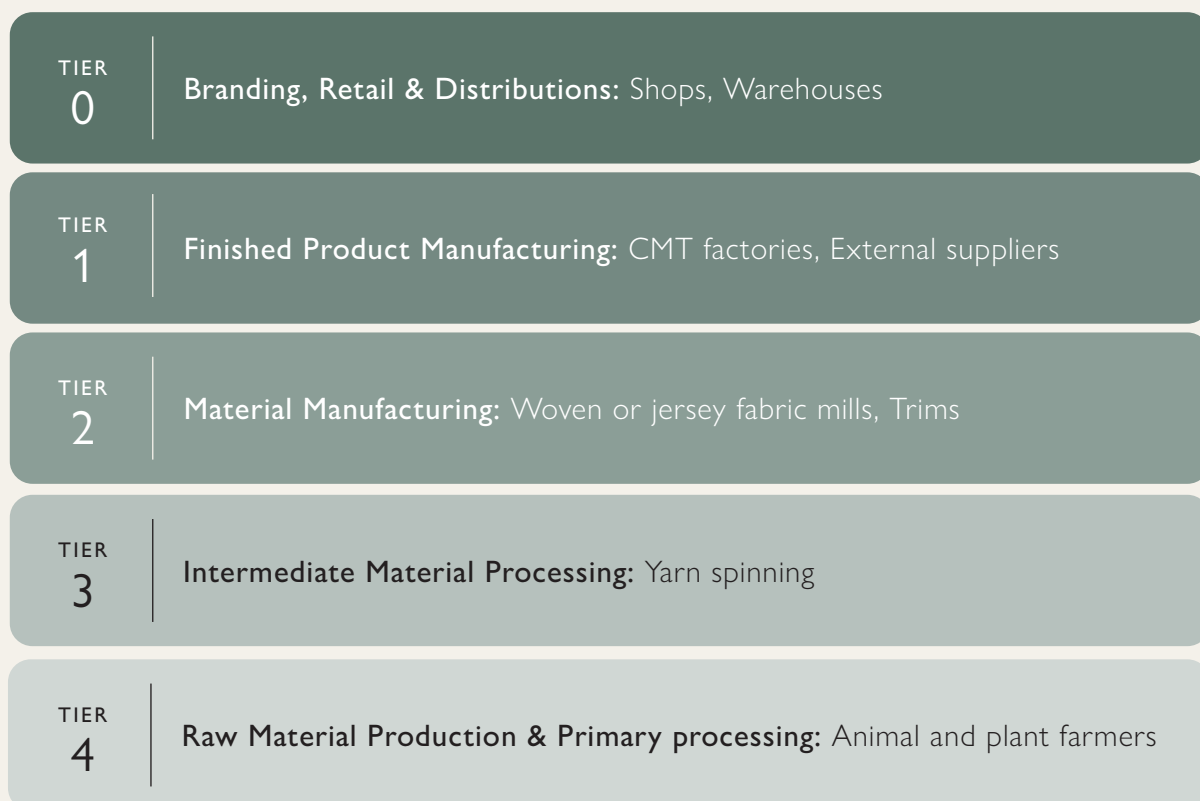 TIER
0
Branding, Retail & Distributions: Shops, Warehouses
TIER
1
Finished Product Manufacturing: CMT factories, External suppliers
TIER
2
Material Manufacturing: Woven or jersey fabric mills, Trims
TIER
3
Intermediate Material Processing: Yarn spinning
TIER
4
Raw Material Production & Primary processing: Animal and plant farmers